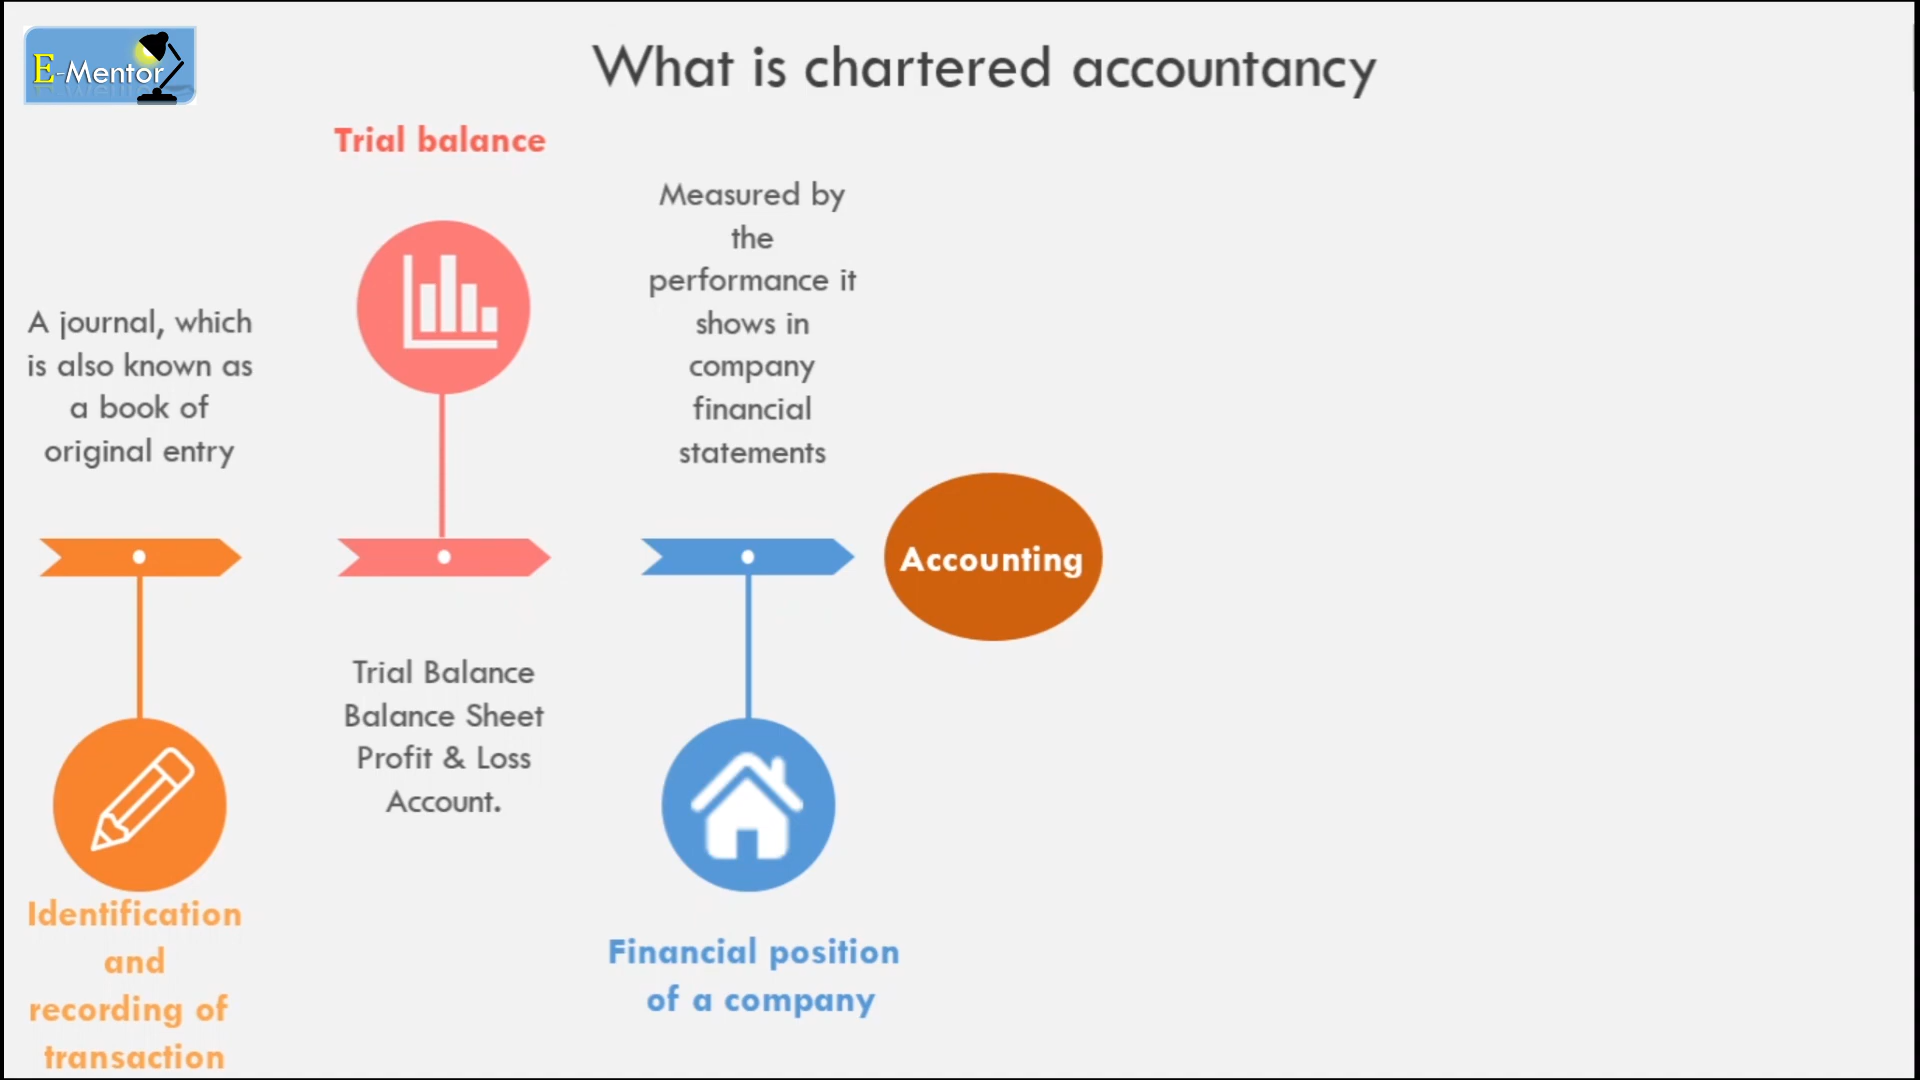 E-Mentor
What is chartered accountancy
Trial balance
Measured by
the
performance it
shows in
company
financial
statements
A journal, which
is also known as
a book of
original entry
Accounting
Trial Balance
Balance Sheet
Profit & Loss
Account.
Identification
and
recording of
transaction
Financial position
of a company